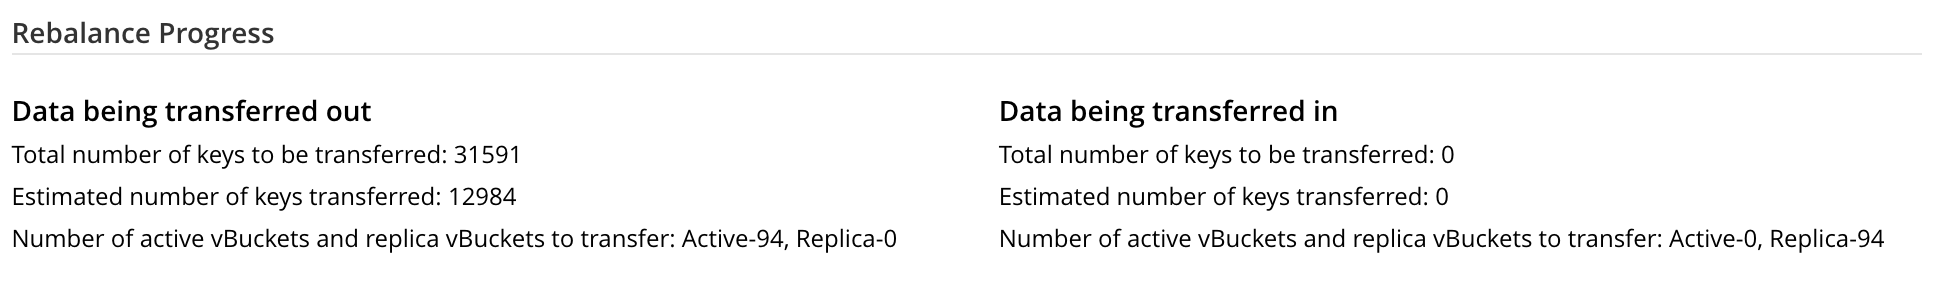 Rebalance Progress
Data being transferred out
Total number of keys to be transferred: 31591
Estimated number of keys transferred: 12984
Number of active vBuckets and replica vBuckets to transfer: Active-94, Replica-0
Data being transferred in
Total number of keys to be transferred: 0
Estimated number of keys transferred: 0
Number of active vBuckets and replica vBuckets to transfer: Active-0, Replica-94